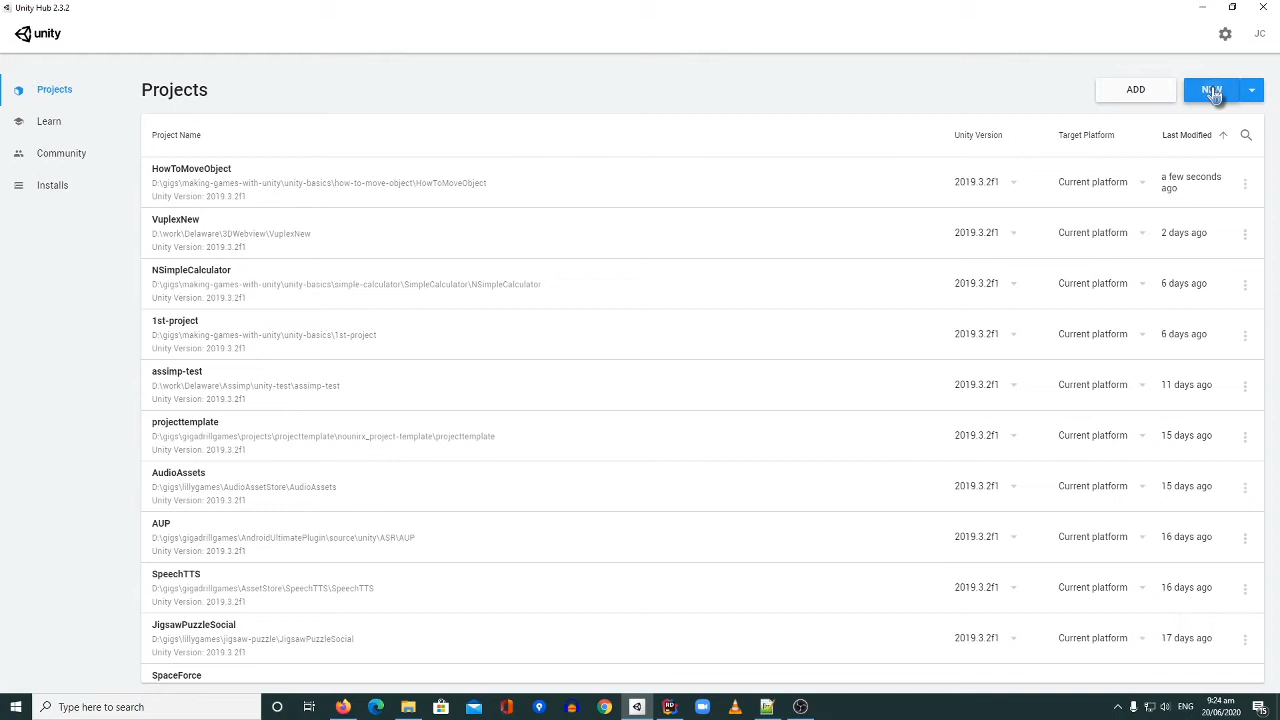 Unity Hub 2.3.2
unity
JC
Projects
Learn
Community
Installs
Projects
ADD
NEW
Project Name
Unity Version
Target Platform
Last Modified
HowToMoveObject
D:\gigs\making-games-with-unity\unity-basics\how-to-move-object\HowToMoveObject
Unity Version: 2019.3.2f1
2019.3.2f1
Current platform
a few seconds
ago
VuplexNew
D:\work\Delaware\3DWebview\VuplexNew
Unity Version: 2019.3.2f1
2019.3.2f1
Current platform
2 days ago
NSimpleCalculator
D:\gigs\making-games-with-unity\unity-basics\simple-calculator\SimpleCalculator\NSimpleCalculator
Unity Version: 2019.3.2f1
2019.3.2f1
Current platform
6 days ago
1st-project
D:\gigs\making-games-with-unity\unity-basics\1st-project
Unity Version: 2019.3.2f1
2019.3.2f1
Current platform
6 days ago
assimp-test
D:\work\Delaware\Assimp\unity-test\assimp-test
Unity Version: 2019.3.2f1
2019.3.2f1
Current platform
11 days ago
projecttemplate
D:\gigs\gigadrillgames\projects\projecttemplate\nounirx_project-template\projecttemplate
Unity Version: 2019.3.2f1
2019.3.2f1
Current platform
15 days ago
AudioAssets
D:\gigs\lillygames\AudioAssetStore\AudioAssets
Unity Version: 2019.3.2f1
2019.3.2f1
Current platform
15 days ago
AUP
D:\gigs\gigadrillgames\AndroidUltimatePlugin\source\unity\ASR\AUP
Unity Version: 2019.3.2f1
2019.3.2f1
Current platform
16 days ago
SpeechTTS
D:\gigs\gigadrillgames\AssetStore\SpeechTTS\SpeechTTS
Unity Version: 2019.3.2f1
2019.3.2f1
Current platform
16 days ago
JigsawPuzzleSocial
D:\gigs\lillygames\jigsaw-puzzle\JigsawPuzzleSocial
Unity Version: 2019.3.2f1
2019.3.2f1
Current platform
17 days ago
SpaceForce
Type here to search
ENG
9:24 am
20/06/2020